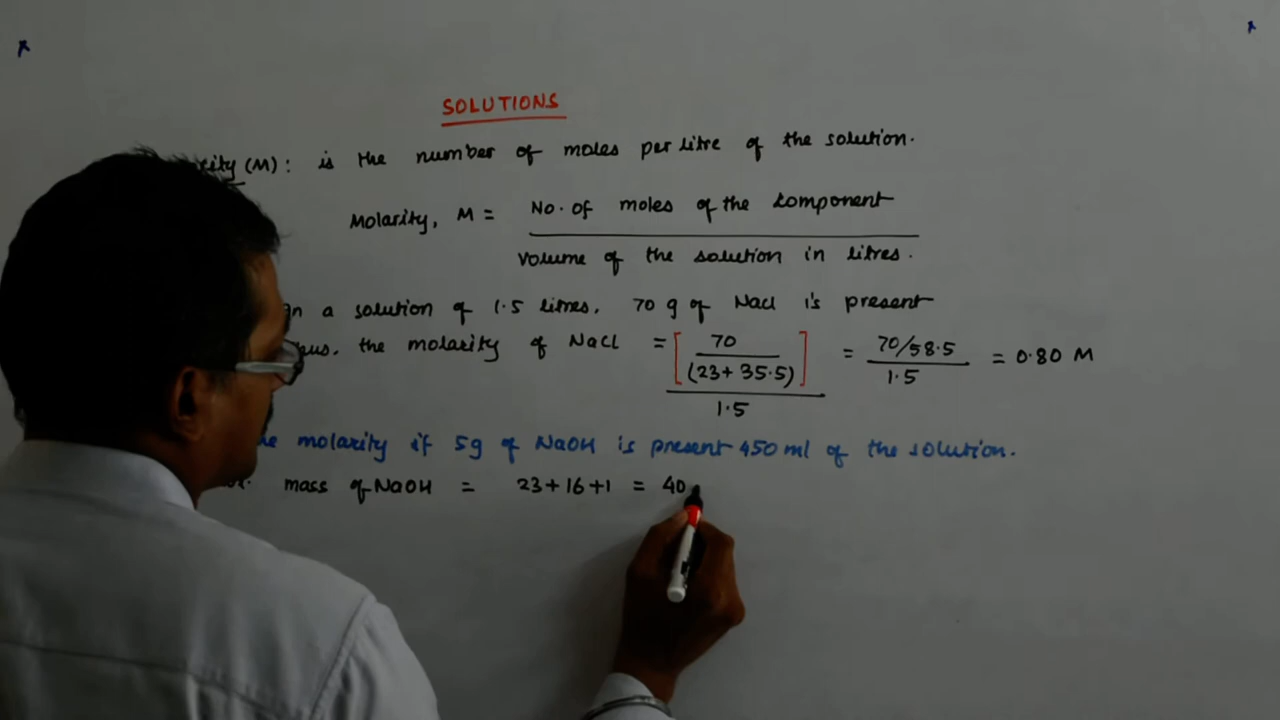 SOLUTIONS
(M): is the number of moles per litre of the solution.
Molarity, M = No. of moles of the component
volume of the solution in litres.
a solution of 1.5 litres, 70 g of NaCl is present
the molarity of NaCl = [ 70 / (23 + 35.5) ] / 1.5 = 70/58.5 / 1.5 = 0.80 M
molarity if 5g of NaOH is present 450 ml of the solution.
mass of NaOH = 23+16+1 = 40